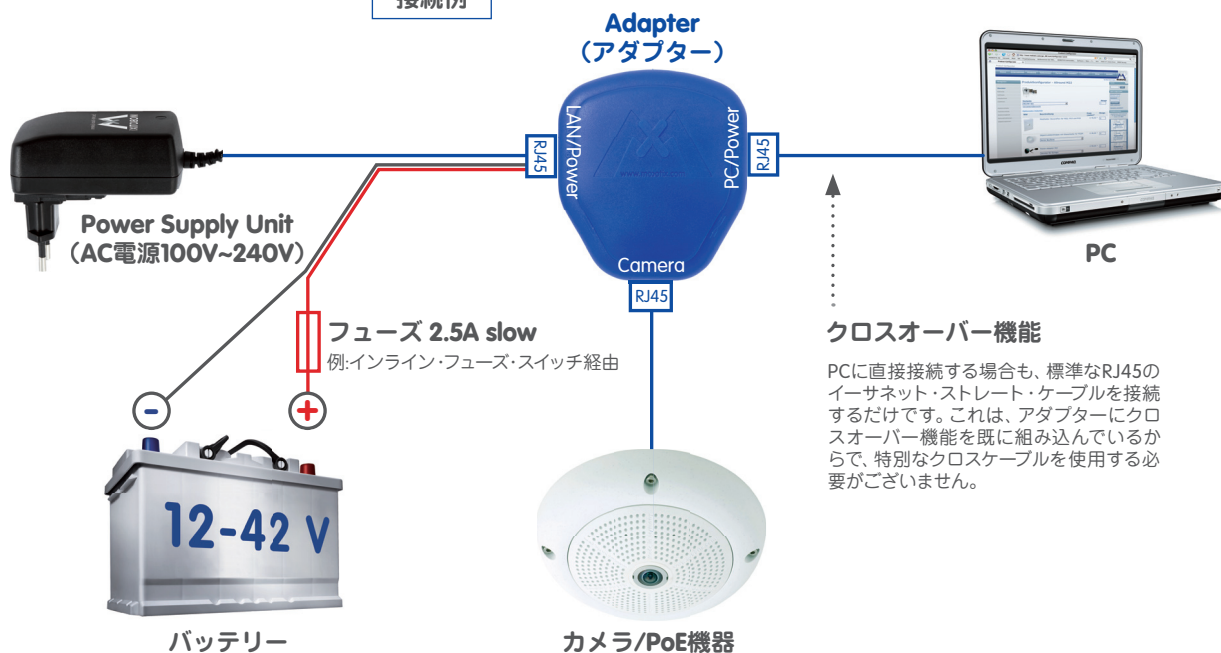 接続例
Adapter
（アダプター）
LAN/Power
RJ45
PC/Power
RJ45
Camera
RJ45
Power Supply Unit
（AC電源100V~240V）
PC
フューズ 2.5A slow
例:インライン・フューズ・スイッチ経由
-
+
12-42 V
バッテリー
カメラ/PoE機器
クロスオーバー機能
PCに直接接続する場合も、標準なRJ45の
イーサネット・ストレート・ケーブルを接続
するだけです。これは、アダプターにクロ
スオーバー機能を既に組み込んでいるか
らで、特別なクロスケーブルを使用する必
要がございません。